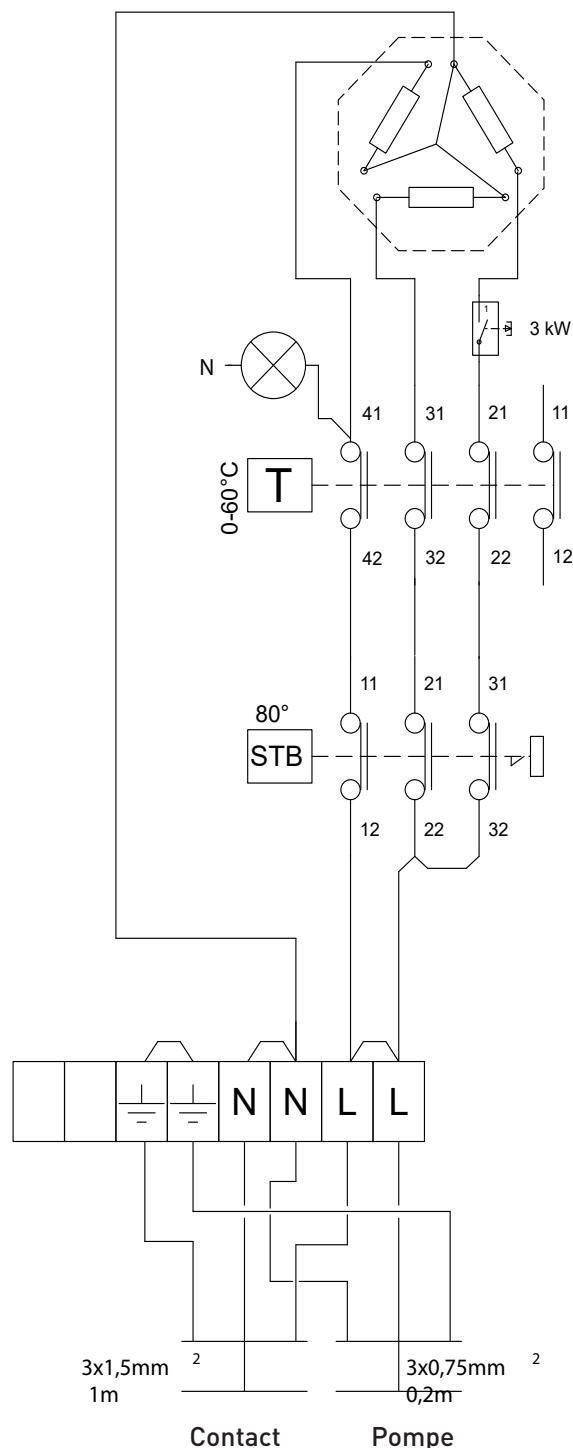 1
3 kW
N
41 31 21 11
0-60°C
T
42 32 22 12
11 21 31
80°
STB
12 22 32
N N L L
3x1,5mm 2
1m
3x0,75mm 2
0,2m
Contact
Pompe